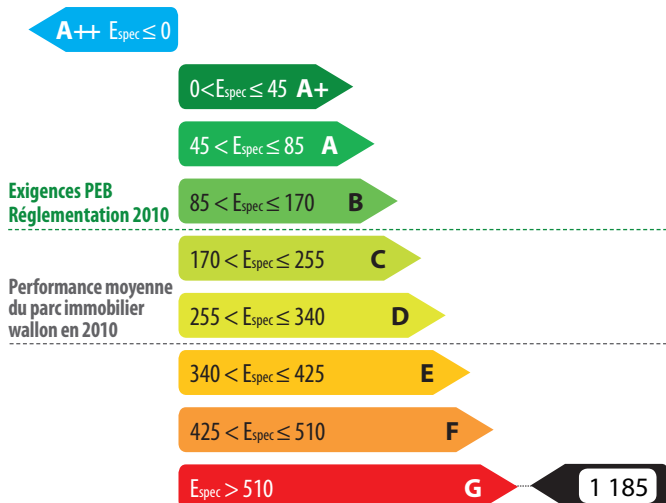 A++ Espec ≤ 0
0 < Espec ≤ 45 A+
45 < Espec ≤ 85 A
Exigences PEB
Réglementation 2010
85 < Espec ≤ 170 B
170 < Espec ≤ 255 C
Performance moyenne
du parc immobilier
wallon en 2010
255 < Espec ≤ 340 D
340 < Espec ≤ 425 E
425 < Espec ≤ 510 F
Espec > 510 G
1 185